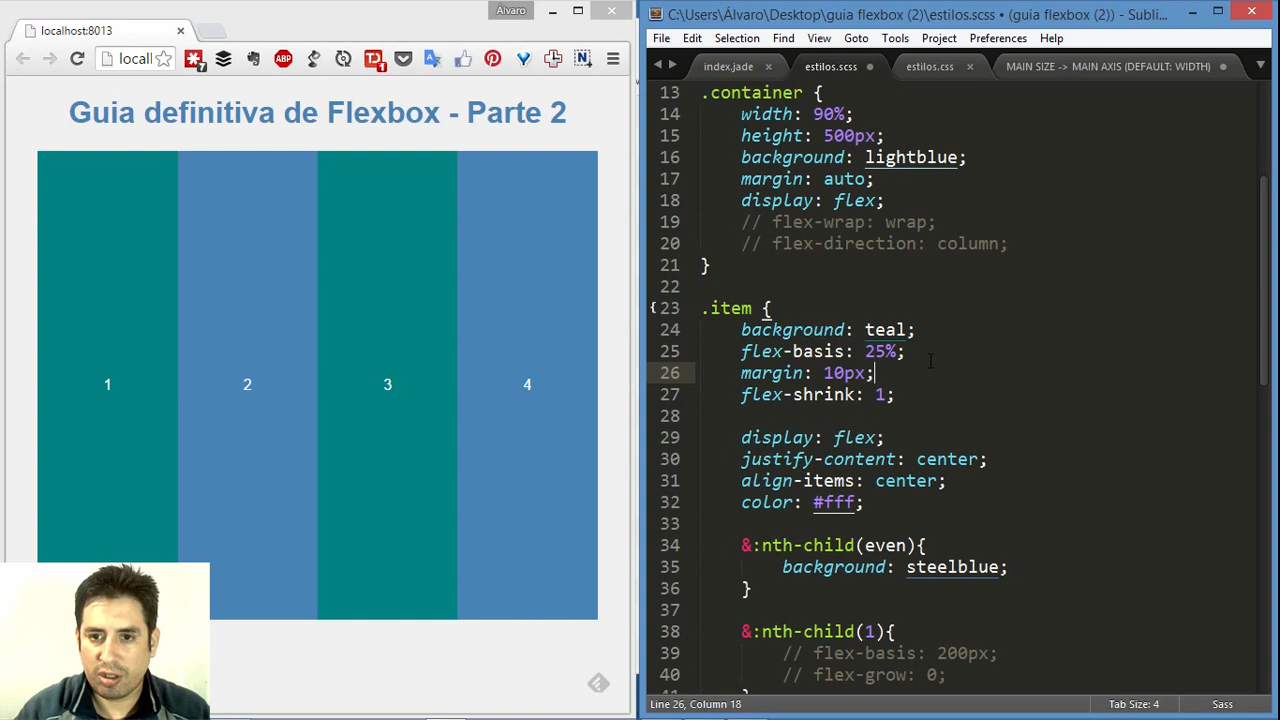 Álvaro
localhost:8013
locall
7
ABP
1
Guia definitiva de Flexbox - Parte 2
1
2
3
4
C:\Users\Álvaro\Desktop\guia flexbox (2)\estilos.scss • (guia flexbox (2)) - Subli...
File Edit Selection Find View Goto Tools Project Preferences Help
index.jade estilos.scss estilos.css MAIN SIZE -> MAIN AXIS (DEFAULT: WIDTH)
13 .container {
14 width: 90%;
15 height: 500px;
16 background: lightblue;
17 margin: auto;
18 display: flex;
19 // flex-wrap: wrap;
20 // flex-direction: column;
21 }
22
23 .item {
24 background: teal;
25 flex-basis: 25%;
26 margin: 10px;
27 flex-shrink: 1;
28
29 display: flex;
30 justify-content: center;
31 align-items: center;
32 color: #fff;
33
34 &:nth-child(even){
35 background: steelblue;
36 }
37
38 &:nth-child(1){
39 // flex-basis: 200px;
40 // flex-grow: 0;
41 }
Line 26, Column 18 Tab Size: 4 Sass